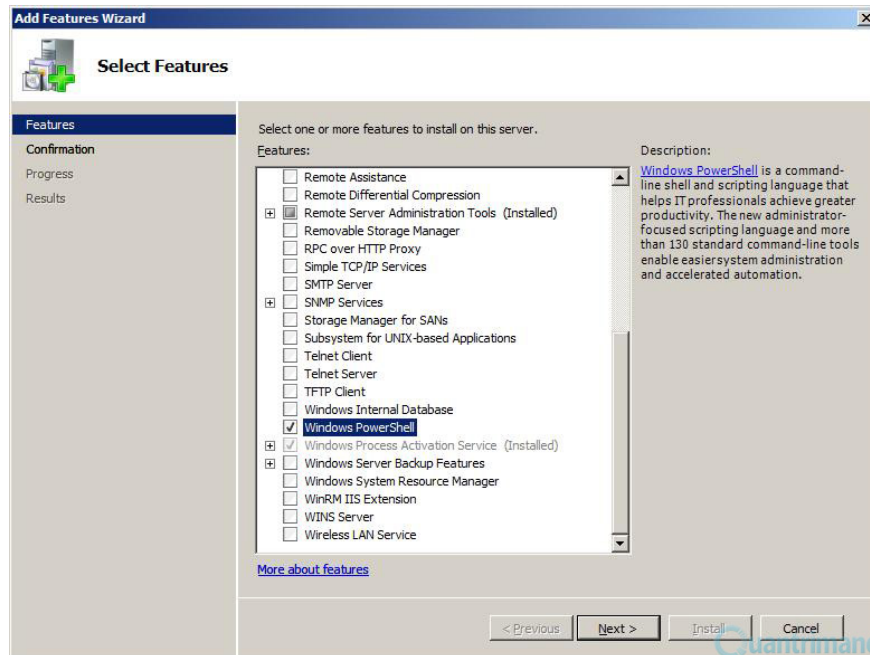 Add Features Wizard
Select Features
Features
Confirmation
Progress
Results
Select one or more features to install on this server.
Features:
Remote Assistance
Remote Differential Compression
Remote Server Administration Tools (Installed)
Removable Storage Manager
RPC over HTTP Proxy
Simple TCP/IP Services
SMTP Server
SNMP Services
Storage Manager for SANs
Subsystem for UNIX-based Applications
Telnet Client
Telnet Server
TFTP Client
Windows Internal Database
Windows PowerShell
Windows Process Activation Service (Installed)
Windows Server Backup Features
Windows System Resource Manager
WinRM IIS Extension
WINS Server
Wireless LAN Service
More about features
Description:
Windows PowerShell is a command-
line shell and scripting language that
helps IT professionals achieve greater
productivity. The new administrator-
focused scripting language and more
than 130 standard command-line tools
enable easiersystem administration
and accelerated automation.
< Previous
Next >
Install
Cancel
Quantrimang